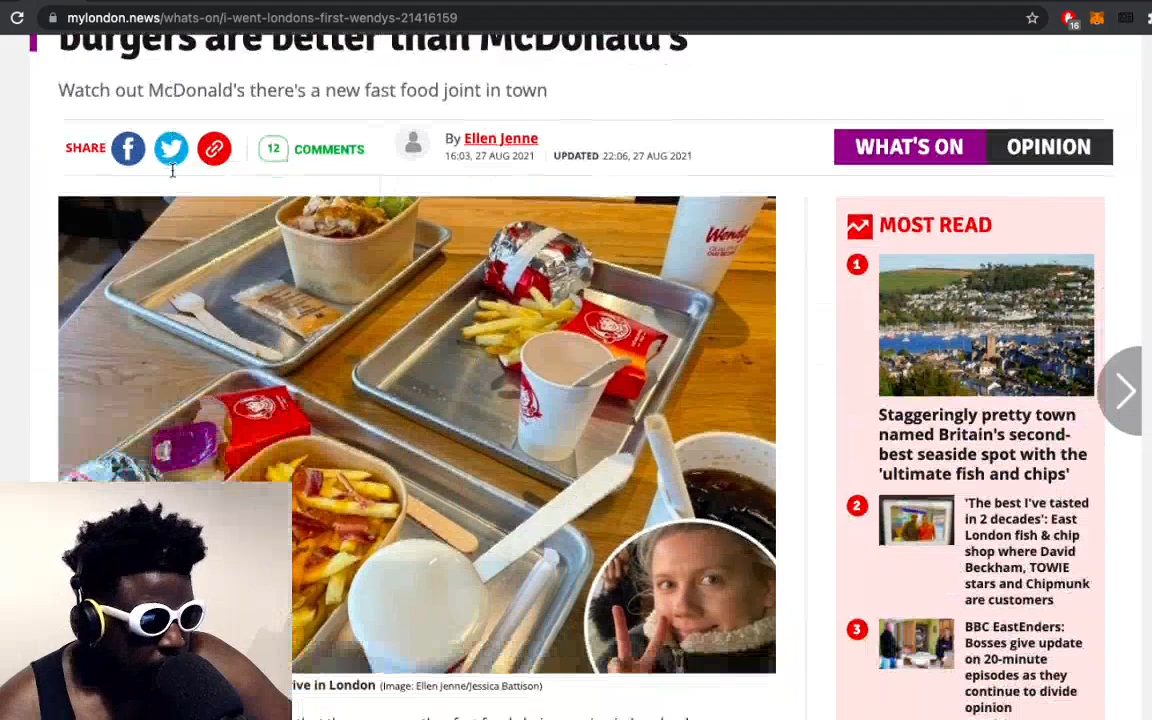 mylondon.news/whats-on/i-went-londons-first-wendys-21416159
16
burgers are better than McDonald's
Watch out McDonald's there's a new fast food joint in town
SHARE
12 COMMENTS
By Ellen Jenne
16:03, 27 AUG 2021 UPDATED 22:06, 27 AUG 2021
WHAT'S ON OPINION
Wendy's
MOST READ
1
Staggeringly pretty town
named Britain's second-
best seaside spot with the
'ultimate fish and chips'
2
'The best I've tasted
in 2 decades': East
London fish & chip
shop where David
Beckham, TOWIE
stars and Chipmunk
are customers
3
BBC EastEnders:
Bosses give update
on 20-minute
episodes as they
continue to divide
opinion
ive in London (Image: Ellen Jenne/Jessica Battison)